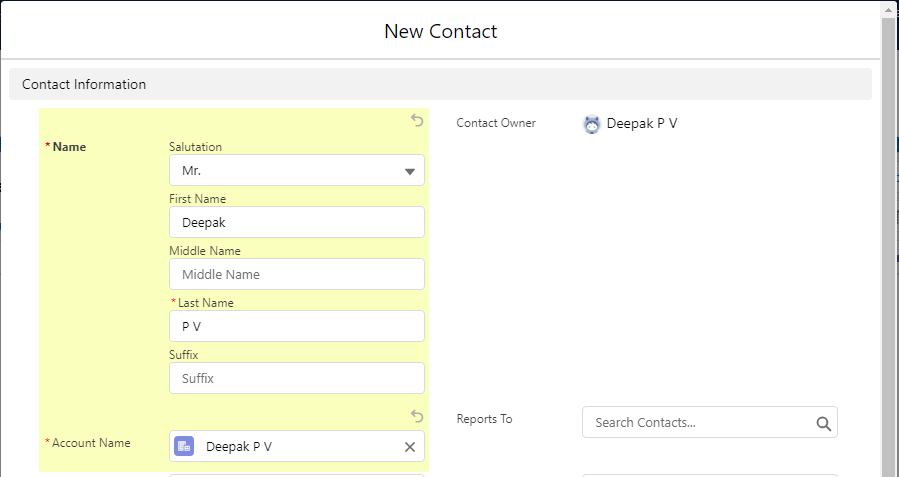 New Contact
Contact Information
Contact Owner
Deepak P V
*Name
Salutation
Mr.
First Name
Deepak
Middle Name
Middle Name
*Last Name
P V
Suffix
Suffix
*Account Name
Deepak P V
Reports To
Search Contacts...